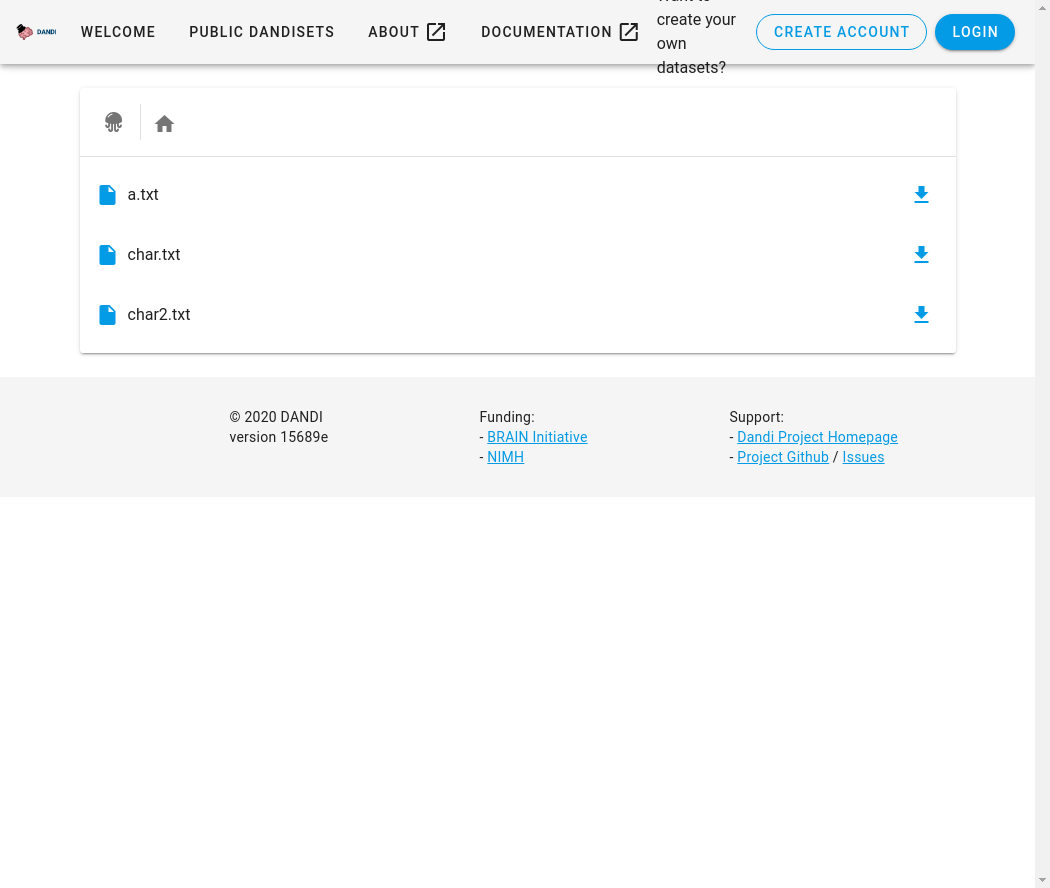 DANDI
WELCOME
PUBLIC DANDISETS
ABOUT
DOCUMENTATION
create your
own
datasets?
CREATE ACCOUNT
LOGIN
a.txt
char.txt
char2.txt
© 2020 DANDI
version 15689e
Funding:
- BRAIN Initiative
- NIMH
Support:
- Dandi Project Homepage
- Project Github / Issues